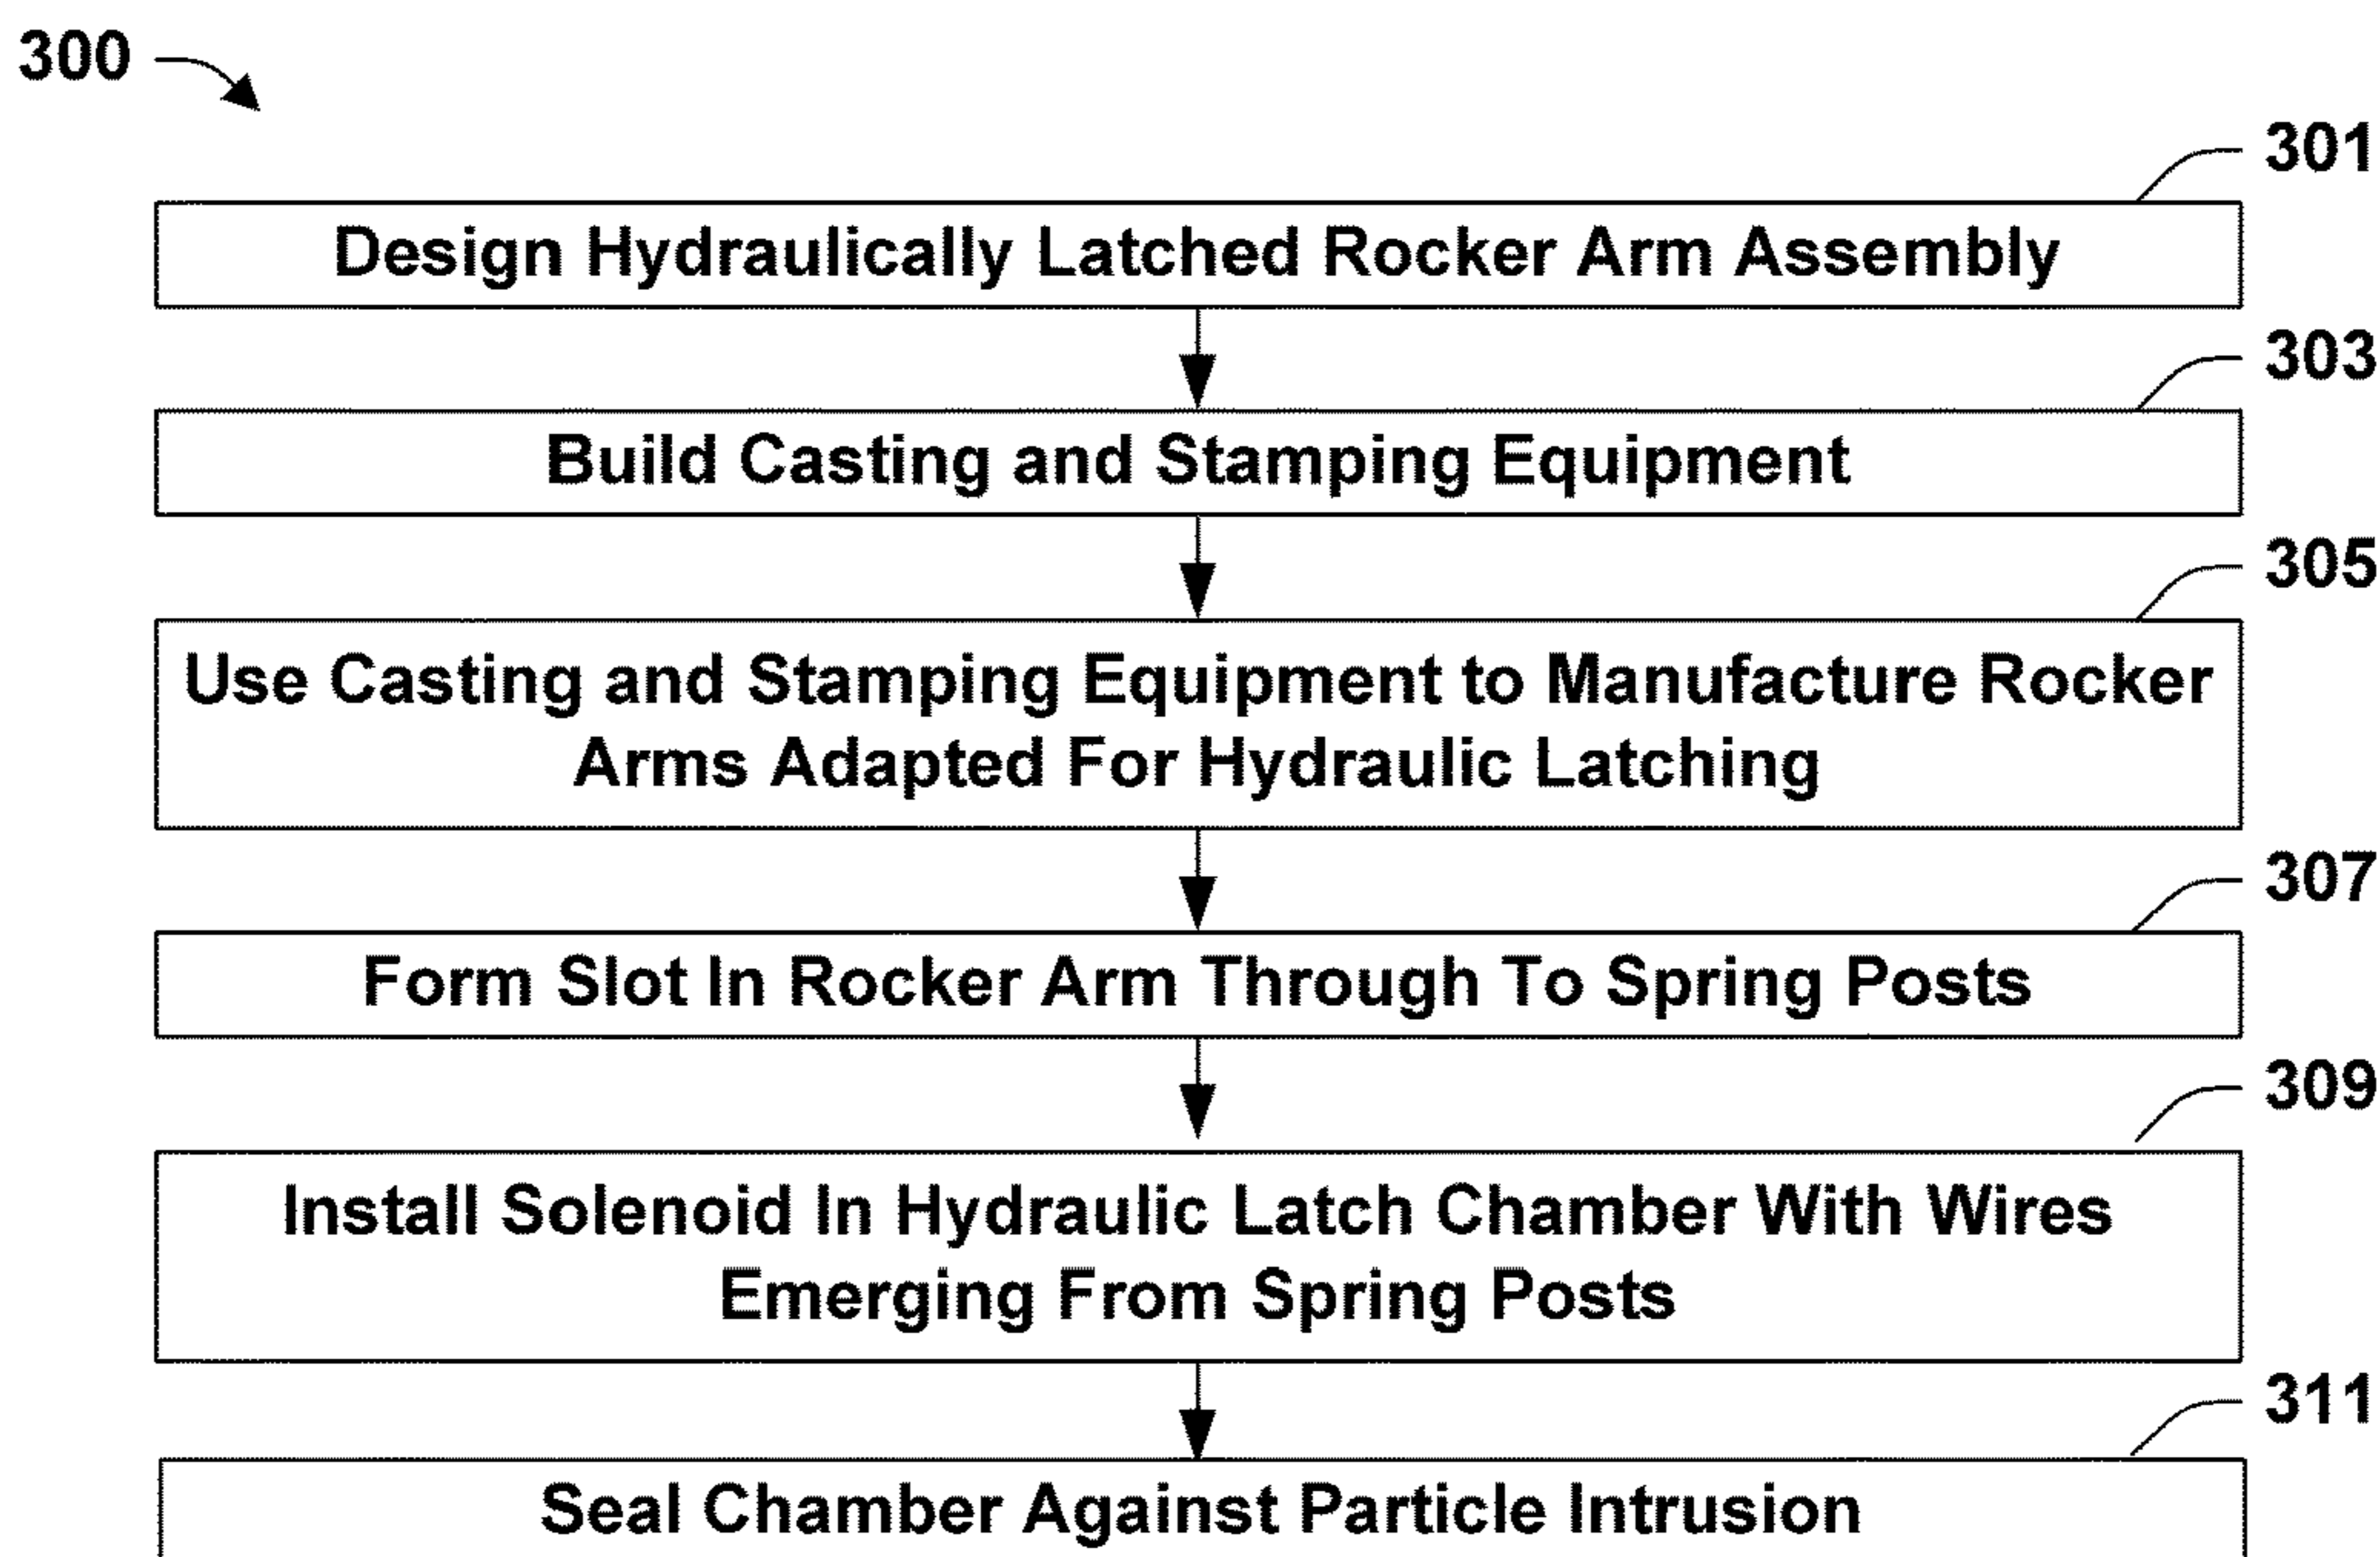 300
301
Design Hydraulically Latched Rocker Arm Assembly
303
Build Casting and Stamping Equipment
305
Use Casting and Stamping Equipment to Manufacture Rocker
Arms Adapted For Hydraulic Latching
307
Form Slot In Rocker Arm Through To Spring Posts
309
Install Solenoid In Hydraulic Latch Chamber With Wires
Emerging From Spring Posts
311
Seal Chamber Against Particle Intrusion